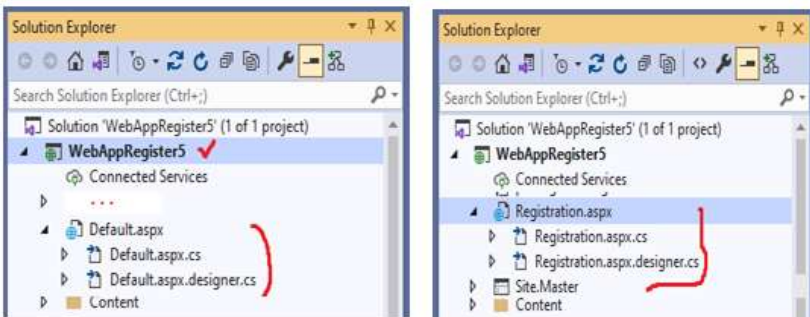 Solution Explorer
Search Solution Explorer (Ctrl+;)
Solution 'WebAppRegister5' (1 of 1 project)
WebAppRegister5
Connected Services
...
Default.aspx
Default.aspx.cs
Default.aspx.designer.cs
Content
Solution Explorer
Search Solution Explorer (Ctrl+;)
Solution 'WebAppRegister5' (1 of 1 project)
WebAppRegister5
Connected Services
Registration.aspx
Registration.aspx.cs
Registration.aspx.designer.cs
Site.Master
Content